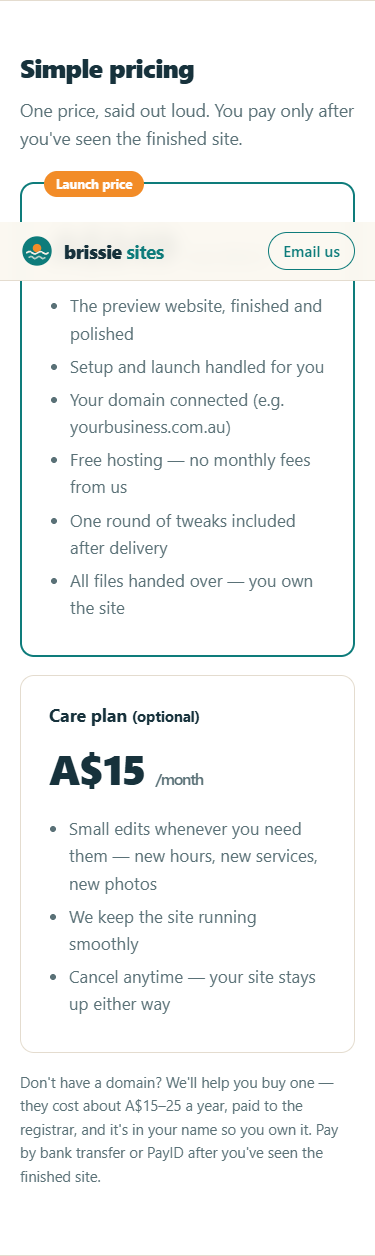 Simple pricing
One price, said out loud. You pay only after
you've seen the finished site.
Launch price
brissie sites
Email us
The preview website, finished and
polished
Setup and launch handled for you
Your domain connected (e.g.
yourbusiness.com.au)
Free hosting — no monthly fees
from us
One round of tweaks included
after delivery
All files handed over — you own
the site
Care plan (optional)
A$15 /month
Small edits whenever you need
them — new hours, new services,
new photos
We keep the site running
smoothly
Cancel anytime — your site stays
up either way
Don't have a domain? We'll help you buy one —
they cost about A$15–25 a year, paid to the
registrar, and it's in your name so you own it. Pay
by bank transfer or PayID after you've seen the
finished site.